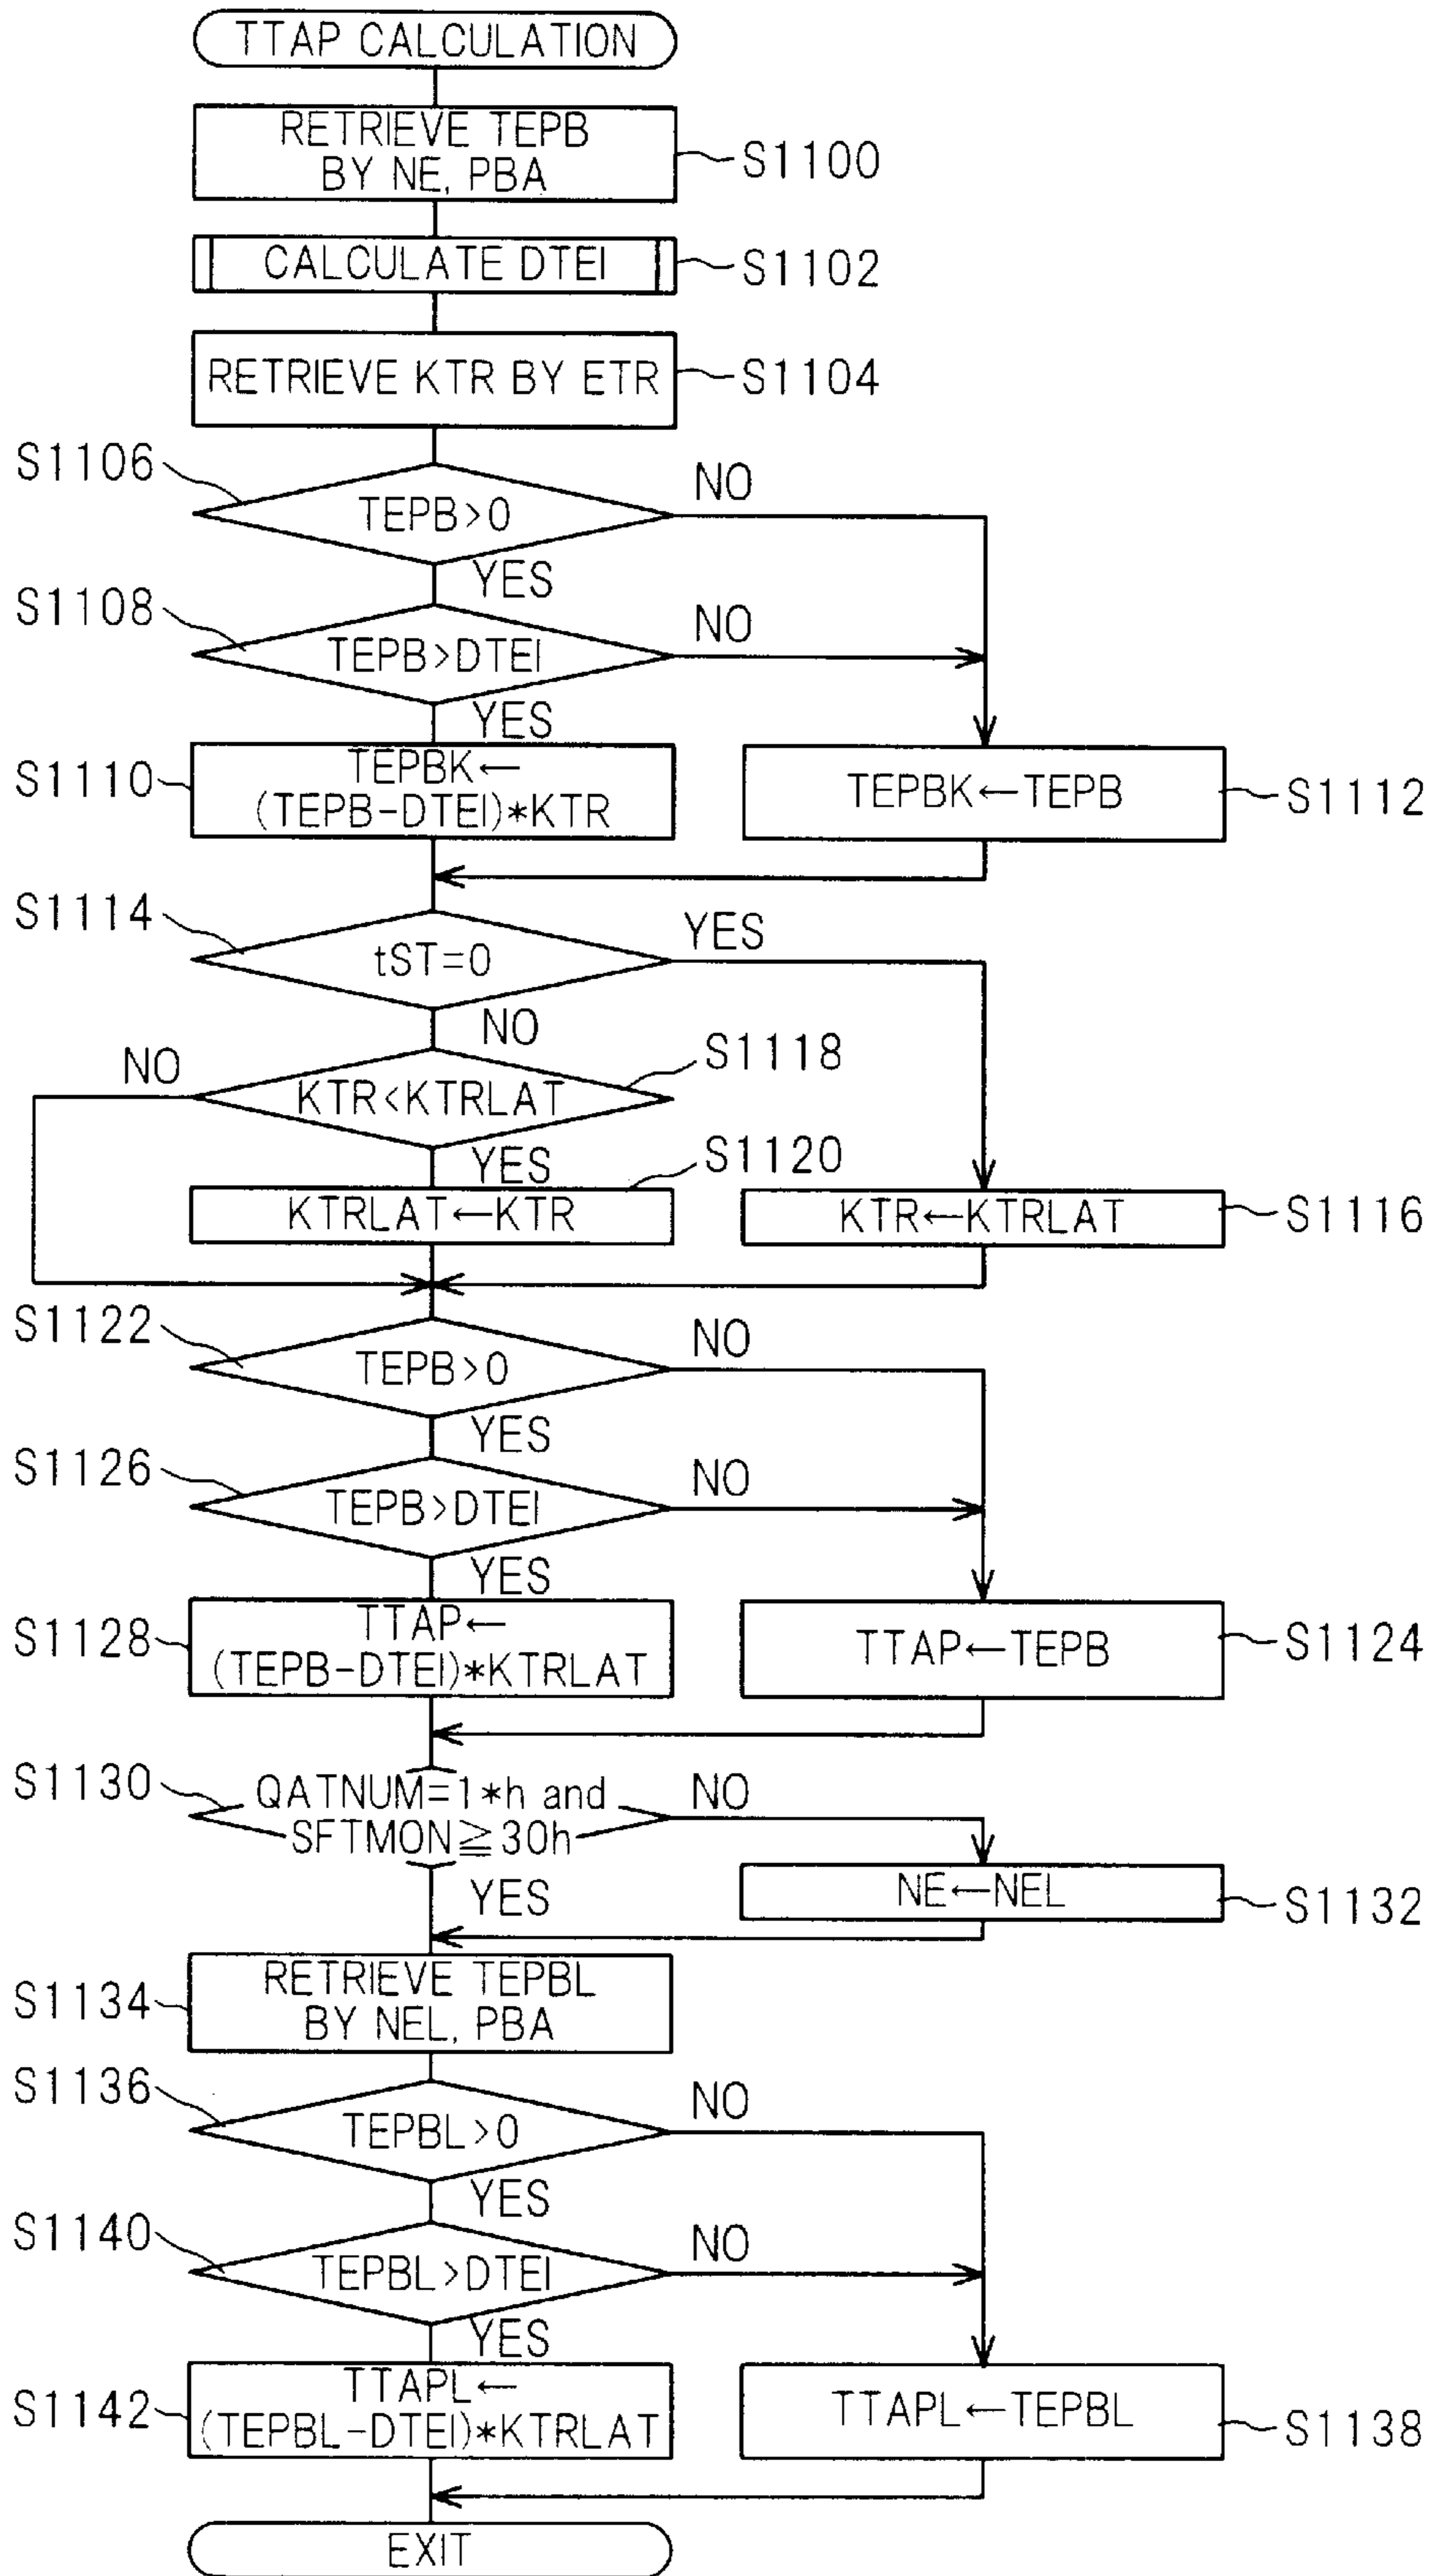 TTAP CALCULATION
RETRIEVE TEPB
BY NE, PBA
S1100
CALCULATE DTEI
S1102
RETRIEVE KTR BY ETR
S1104
S1106
TEPB>0
NO
YES
S1108
TEPB>DTEI
NO
YES
S1110
TEPBK←
(TEPB-DTEI)*KTR
TEPBK←TEPB
S1112
S1114
tST=0
YES
NO
NO
KTR<KTRLAT
S1118
YES
S1120
KTRLAT←KTR
KTR←KTRLAT
S1116
S1122
TEPB>0
NO
YES
S1126
TEPB>DTEI
NO
YES
S1128
TTAP←
(TEPB-DTEI)*KTRLAT
TTAP←TEPB
S1124
S1130
QATNUM=1*h and
SFTMON≧30h
NO
YES
NE←NEL
S1132
S1134
RETRIEVE TEPBL
BY NEL, PBA
S1136
TEPBL>0
NO
YES
S1140
TEPBL>DTEI
NO
YES
S1142
TTAPL←
(TEPBL-DTEI)*KTRLAT
TTAPL←TEPBL
S1138
EXIT